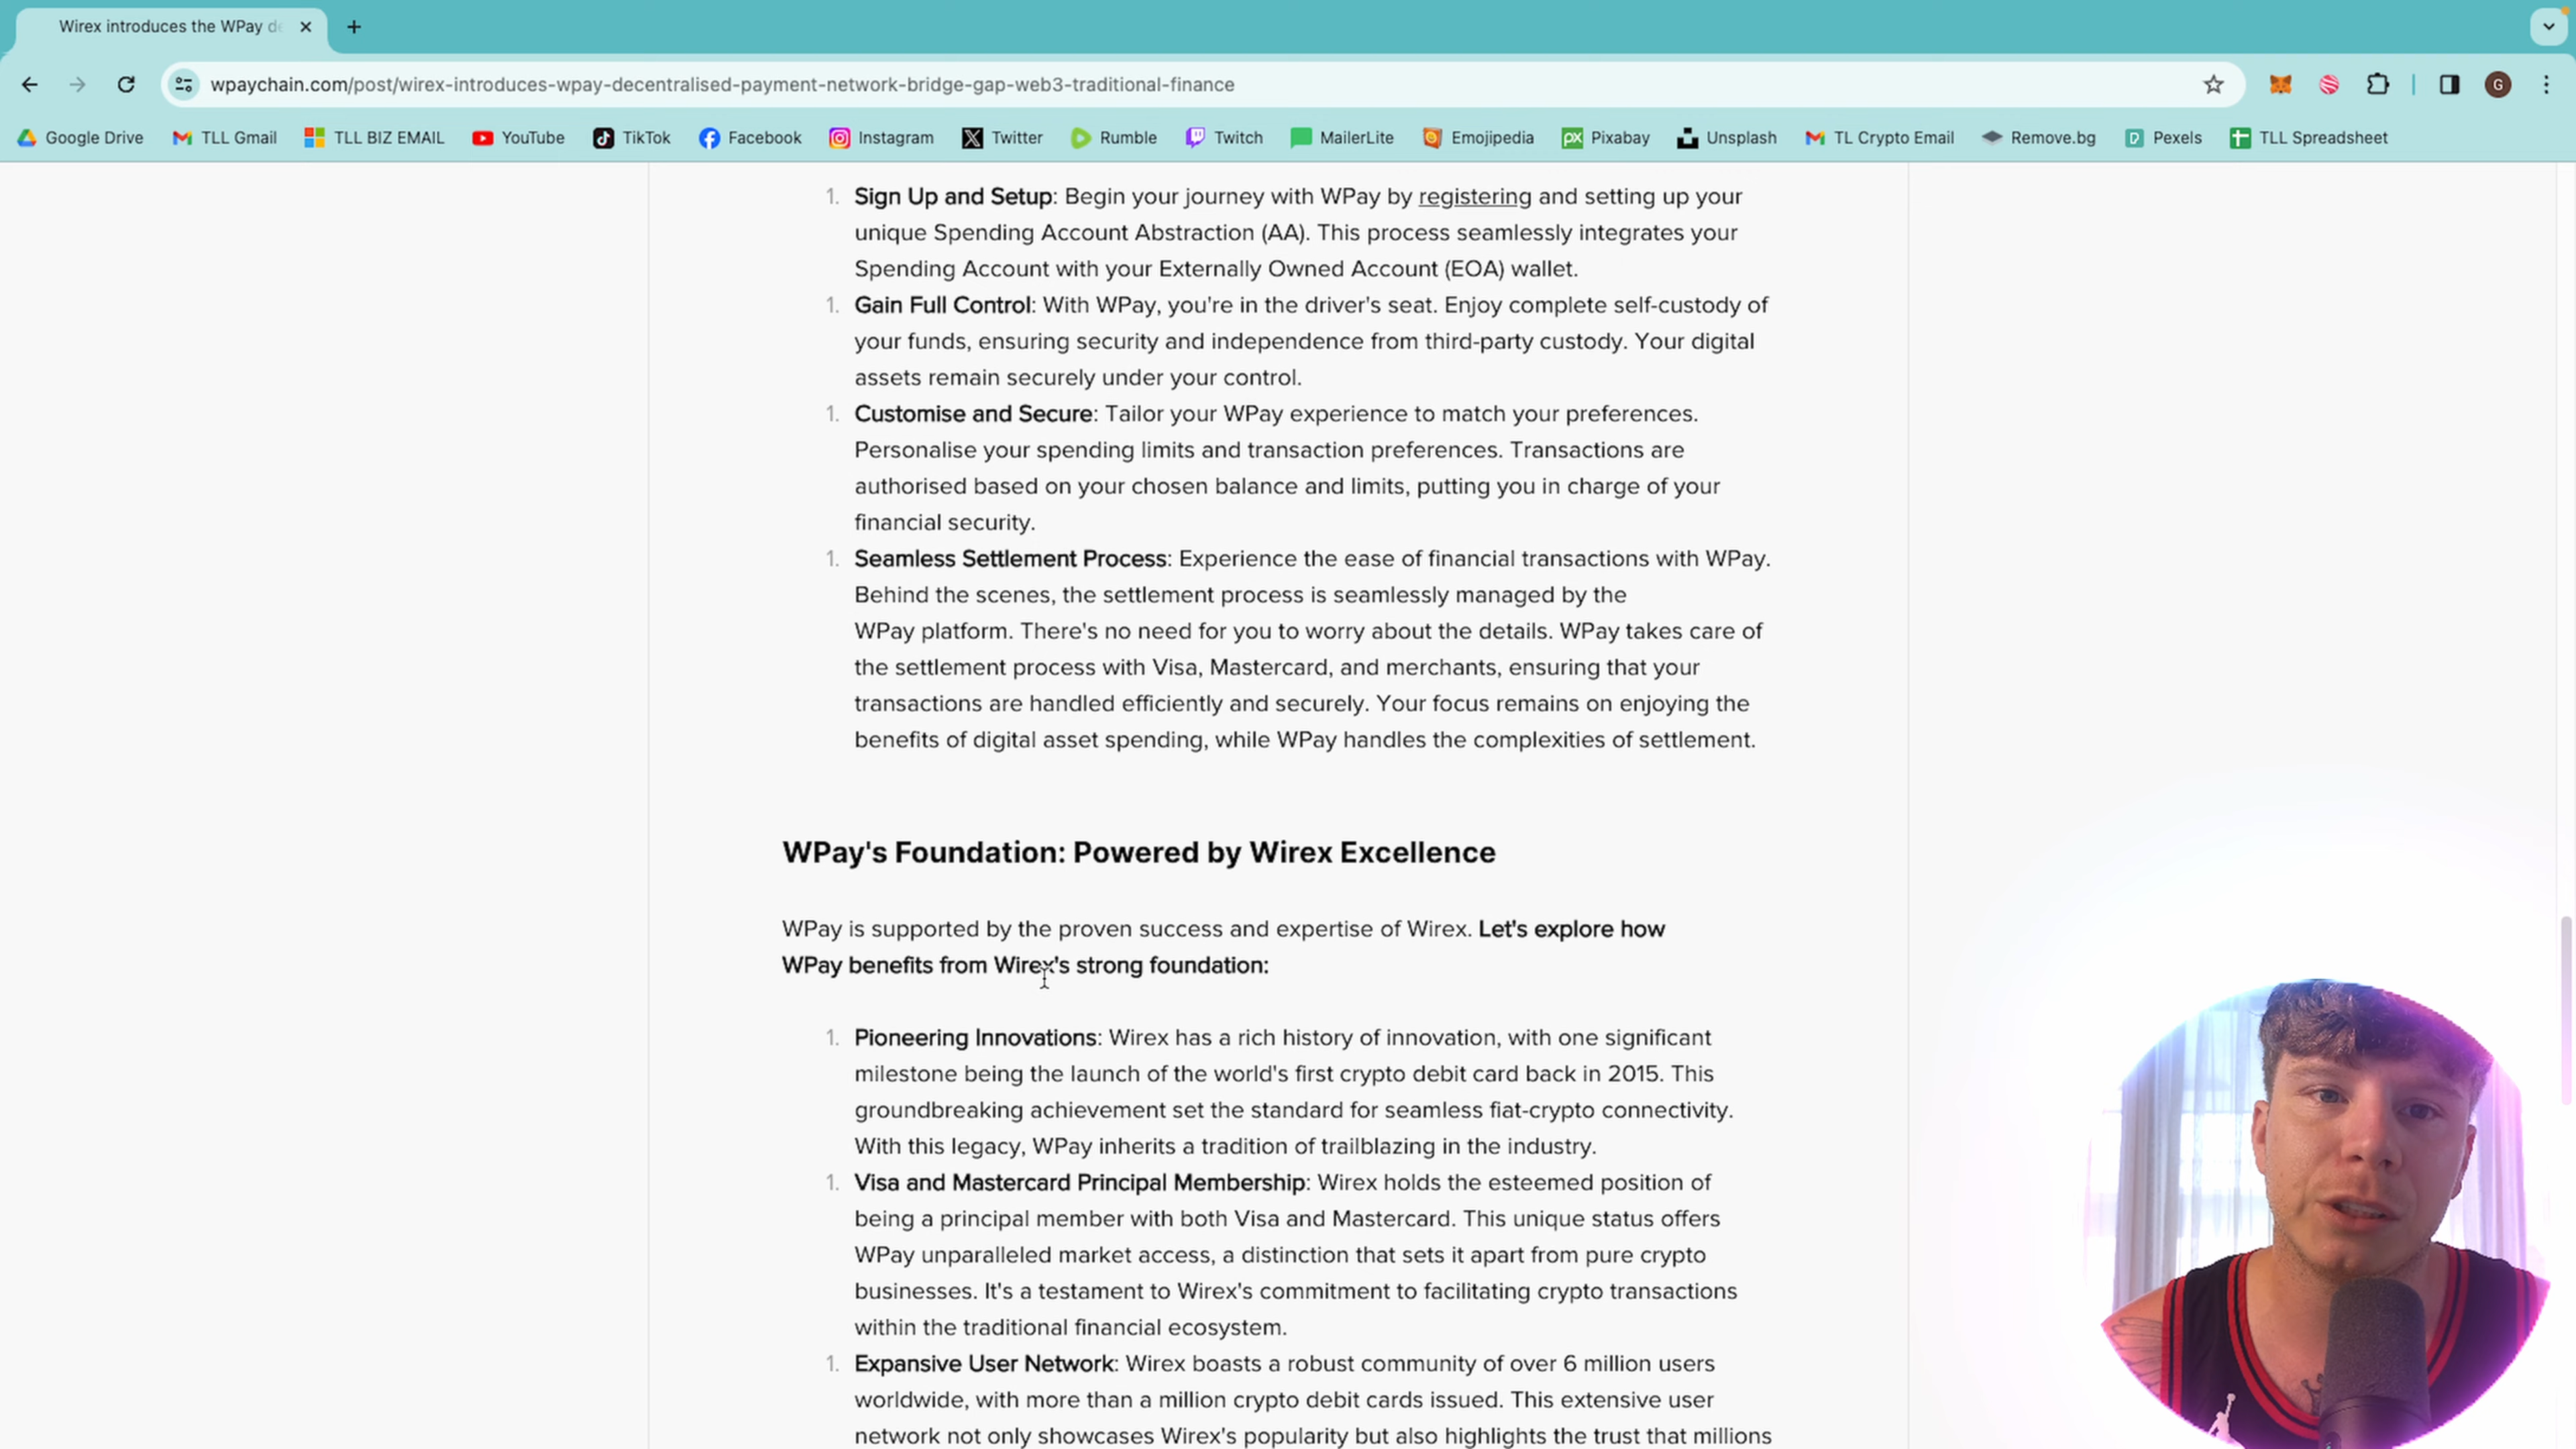 Wirex introduces the WPay de
wpaychain.com/post/wirex-introduces-wpay-decentralised-payment-network-bridge-gap-web3-traditional-finance
G
Google Drive TLL Gmail TLL BIZ EMAIL YouTube TikTok Facebook Instagram Twitter Rumble Twitch MailerLite Emojipedia Pixabay Unsplash TL Crypto Email Remove.bg Pexels TLL Spreadsheet
1. Sign Up and Setup: Begin your journey with WPay by registering and setting up your
unique Spending Account Abstraction (AA). This process seamlessly integrates your
Spending Account with your Externally Owned Account (EOA) wallet.
1. Gain Full Control: With WPay, you're in the driver's seat. Enjoy complete self-custody of
your funds, ensuring security and independence from third-party custody. Your digital
assets remain securely under your control.
1. Customise and Secure: Tailor your WPay experience to match your preferences.
Personalise your spending limits and transaction preferences. Transactions are
authorised based on your chosen balance and limits, putting you in charge of your
financial security.
1. Seamless Settlement Process: Experience the ease of financial transactions with WPay.
Behind the scenes, the settlement process is seamlessly managed by the
WPay platform. There's no need for you to worry about the details. WPay takes care of
the settlement process with Visa, Mastercard, and merchants, ensuring that your
transactions are handled efficiently and securely. Your focus remains on enjoying the
benefits of digital asset spending, while WPay handles the complexities of settlement.
WPay's Foundation: Powered by Wirex Excellence
WPay is supported by the proven success and expertise of Wirex. Let's explore how
WPay benefits from Wirex's strong foundation:
1. Pioneering Innovations: Wirex has a rich history of innovation, with one significant
milestone being the launch of the world's first crypto debit card back in 2015. This
groundbreaking achievement set the standard for seamless fiat-crypto connectivity.
With this legacy, WPay inherits a tradition of trailblazing in the industry.
1. Visa and Mastercard Principal Membership: Wirex holds the esteemed position of
being a principal member with both Visa and Mastercard. This unique status offers
WPay unparalleled market access, a distinction that sets it apart from pure crypto
businesses. It's a testament to Wirex's commitment to facilitating crypto transactions
within the traditional financial ecosystem.
1. Expansive User Network: Wirex boasts a robust community of over 6 million users
worldwide, with more than a million crypto debit cards issued. This extensive user
network not only showcases Wirex's popularity but also highlights the trust that millions